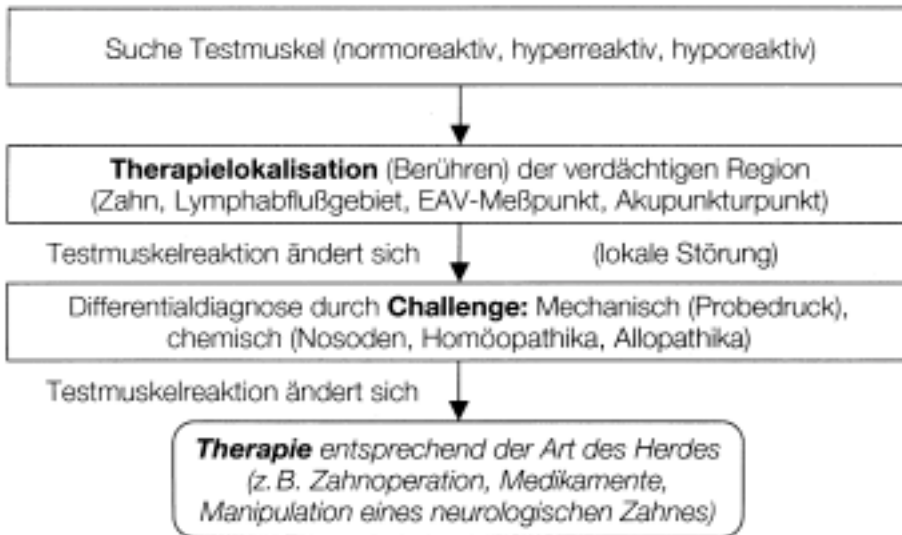 Suche Testmuskel (normoreaktiv, hyperreaktiv, hyporeaktiv)
Therapielokalisation (Berühren) der verdächtigen Region
(Zahn, Lymphabflußgebiet, EAV-Meßpunkt, Akupunkturpunkt)
Testmuskelreaktion ändert sich (lokale Störung)
Differentialdiagnose durch Challenge: Mechanisch (Probedruck),
chemisch (Nosoden, Homöopathika, Allopathika)
Testmuskelreaktion ändert sich
Therapie entsprechend der Art des Herdes
(z. B. Zahnoperation, Medikamente,
Manipulation eines neurologischen Zahnes)